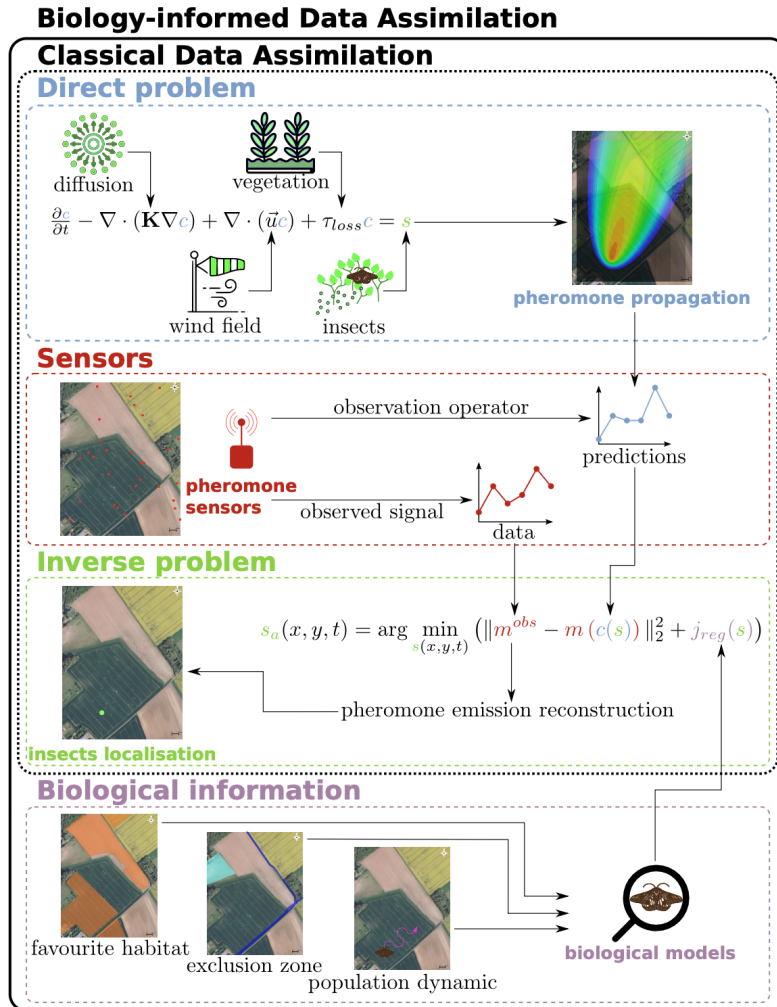 Biology-informed Data Assimilation
Classical Data Assimilation
Direct problem
diffusion
vegetation
∂c/∂t − ∇ · (K∇c) + ∇ · (u⃗c) + τ_loss c = s
wind field
insects
pheromone propagation
Sensors
observation operator
predictions
pheromone
sensors
observed signal
data
Inverse problem
s_a(x, y, t) = arg min_{s(x,y,t)} (‖m^obs − m (c(s)) ‖_2^2 + j_reg(s))
pheromone emission reconstruction
insects localisation
Biological information
favourite habitat
exclusion zone
population dynamic
biological models